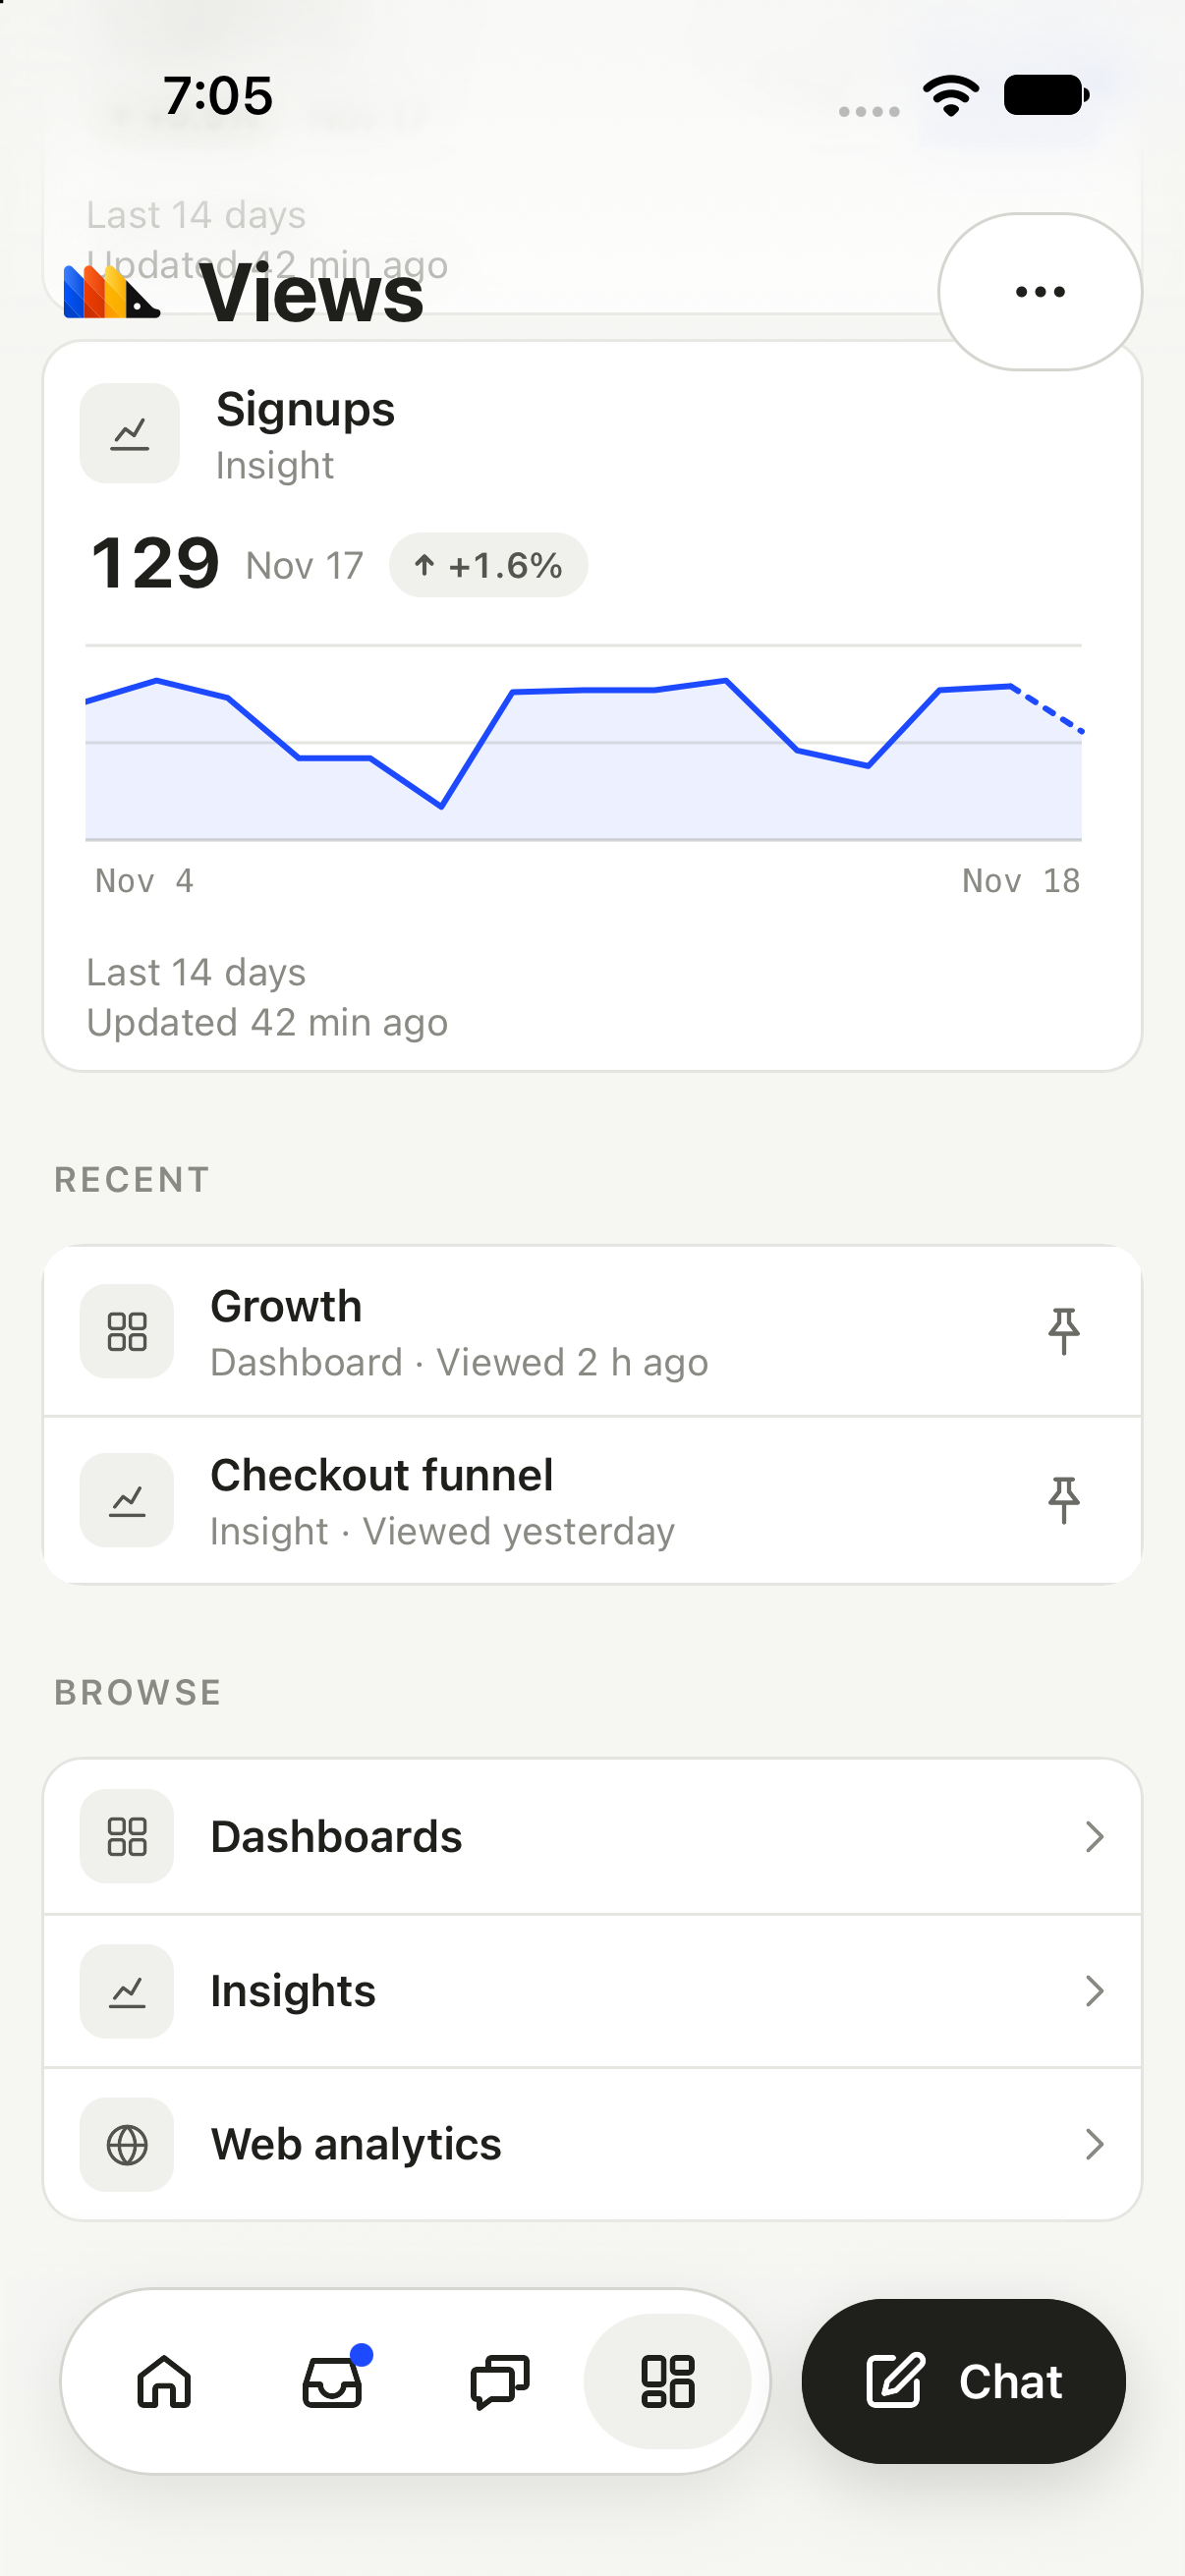 7:05
Nov 17
Last 14 days
Updated 42 min ago
Views
Signups
Insight
129 Nov 17 +1.6%
Nov 4 Nov 18
Last 14 days
Updated 42 min ago
RECENT
Growth
Dashboard · Viewed 2 h ago
Checkout funnel
Insight · Viewed yesterday
BROWSE
Dashboards
Insights
Web analytics
Chat